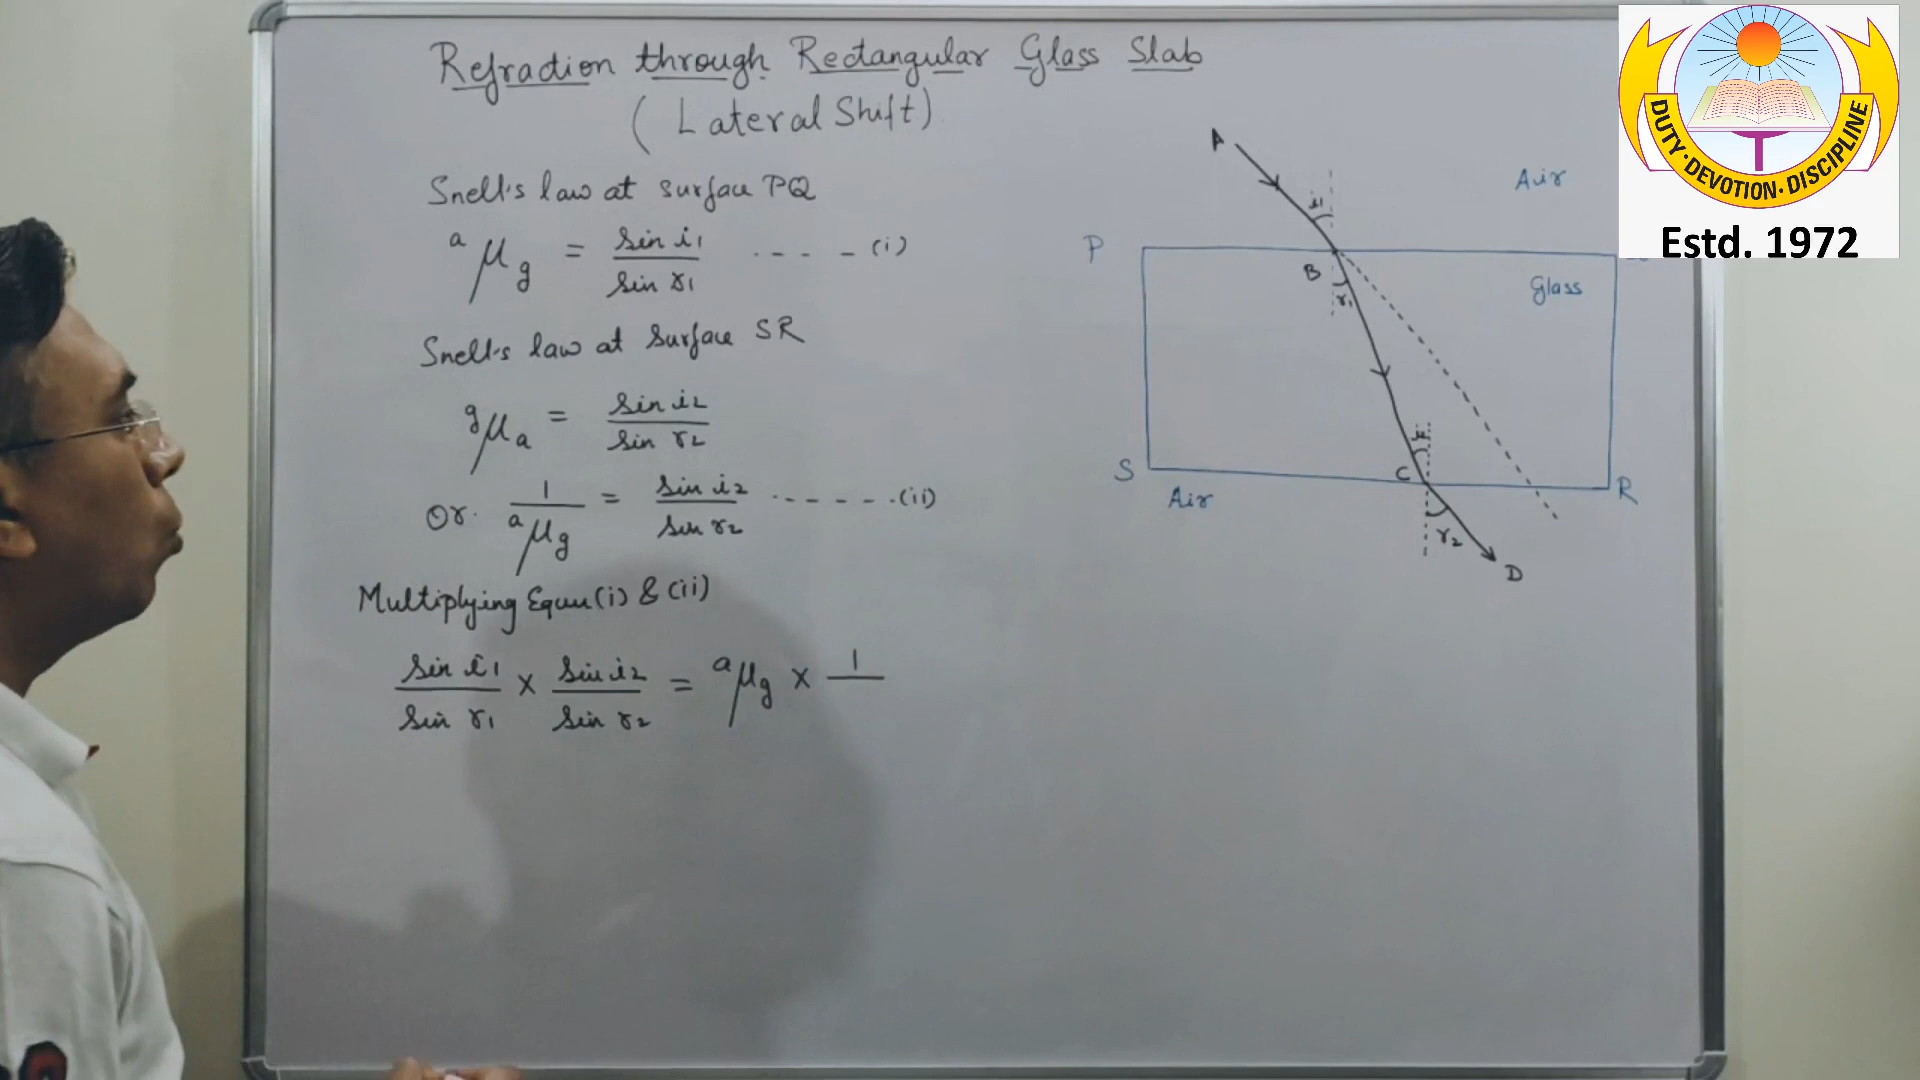 Refraction through Rectangular Glass Slab
(Lateral Shift)
Snell's law at surface PQ
ᵃμg = sin i₁ / sin r₁ - - - - (i)
Snell's law at surface SR
ᵍμa = sin i₂ / sin r₂
Or. 1 / ᵃμg = sin i₂ / sin r₂ - - - - - - (ii)
Multiplying Equn (i) & (ii)
sin i₁ / sin r₁ × sin i₂ / sin r₂ = ᵃμg × 1 /
A
i₁
Air
P
B
r₁
Glass
S
Air
C
i₂
R
r₂
D
DUTY · DEVOTION · DISCIPLINE
Estd. 1972